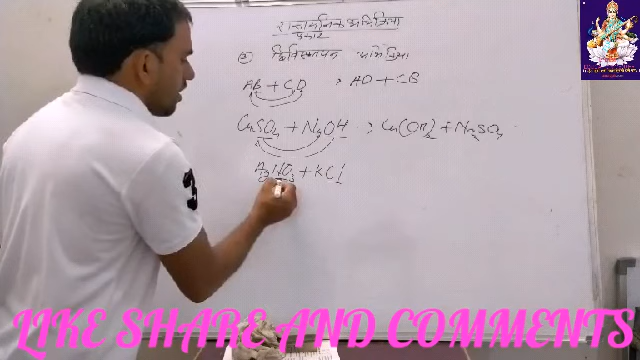 रासायनिक अभिक्रिया
प्रकार
द्विविस्थापन अभिक्रिया
AB + CD ; AD + CB
CuSO4 + NaOH ; Cu(OH)2 + Na2SO4
AgNO3 + KCl
3
LIKE SHARE AND COMMENTS